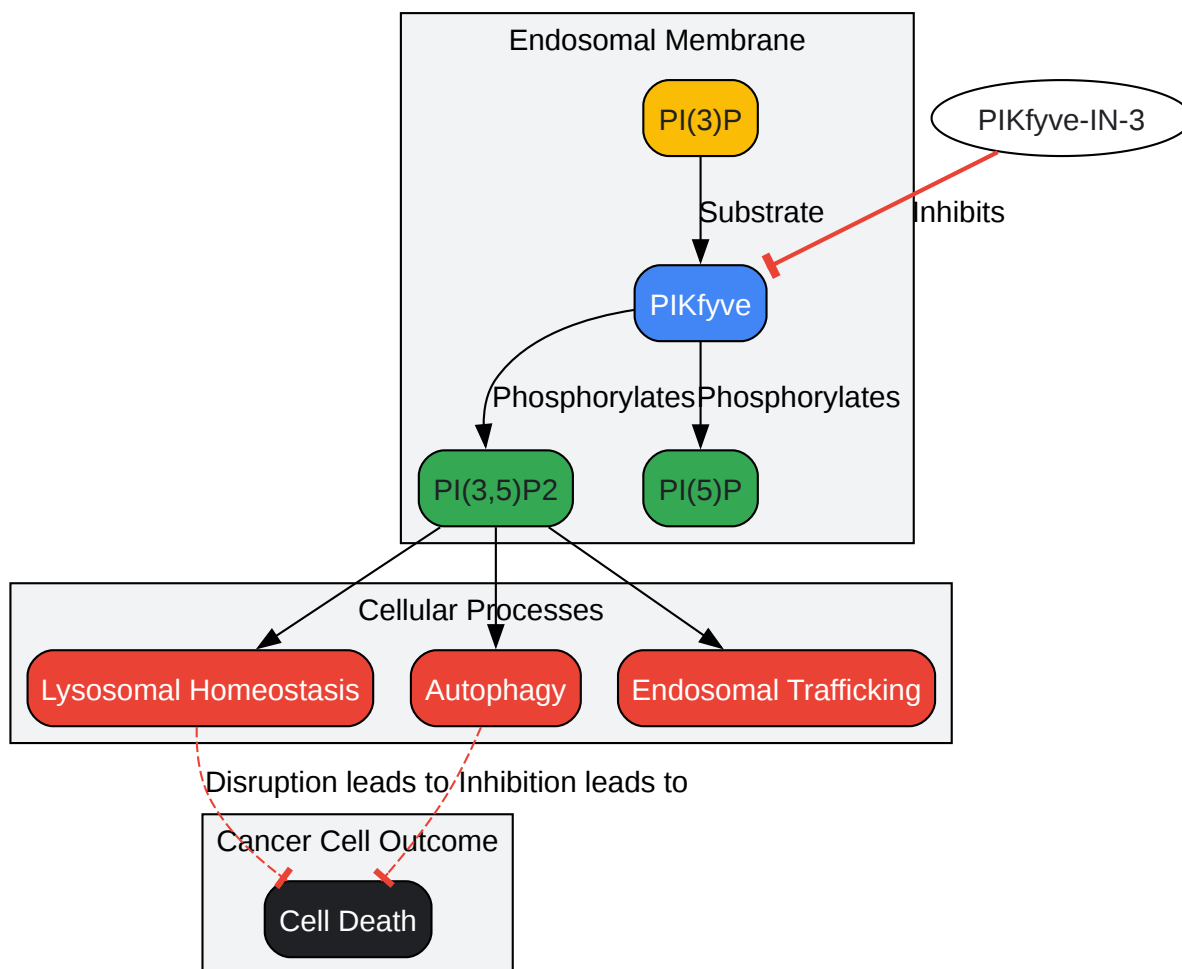 Endosomal Membrane
PI(3)P
PIKfyve-IN-3
Substrate
Inhibits
PIKfyve
Phosphorylates
Phosphorylates
PI(3,5)P2
PI(5)P
Cellular Processes
Lysosomal Homeostasis
Autophagy
Endosomal Trafficking
Disruption leads to
Inhibition leads to
Cancer Cell Outcome
Cell Death